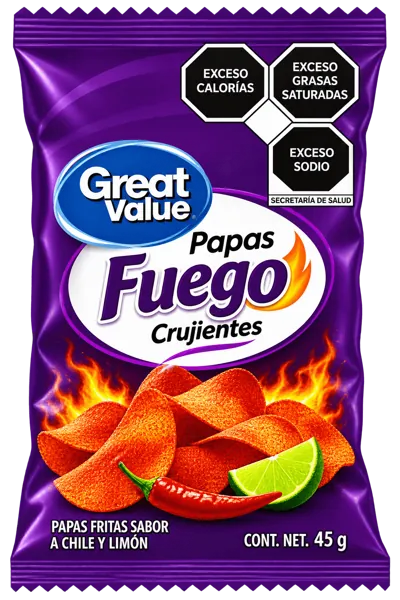 EXCESO
CALORÍAS
EXCESO
GRASAS
SATURADAS
EXCESO
SODIO
SECRETARÍA DE SALUD
Great
Value
Papas
Fuego
Crujientes
PAPAS FRITAS SABOR
A CHILE Y LIMÓN
CONT. NET. 45 g